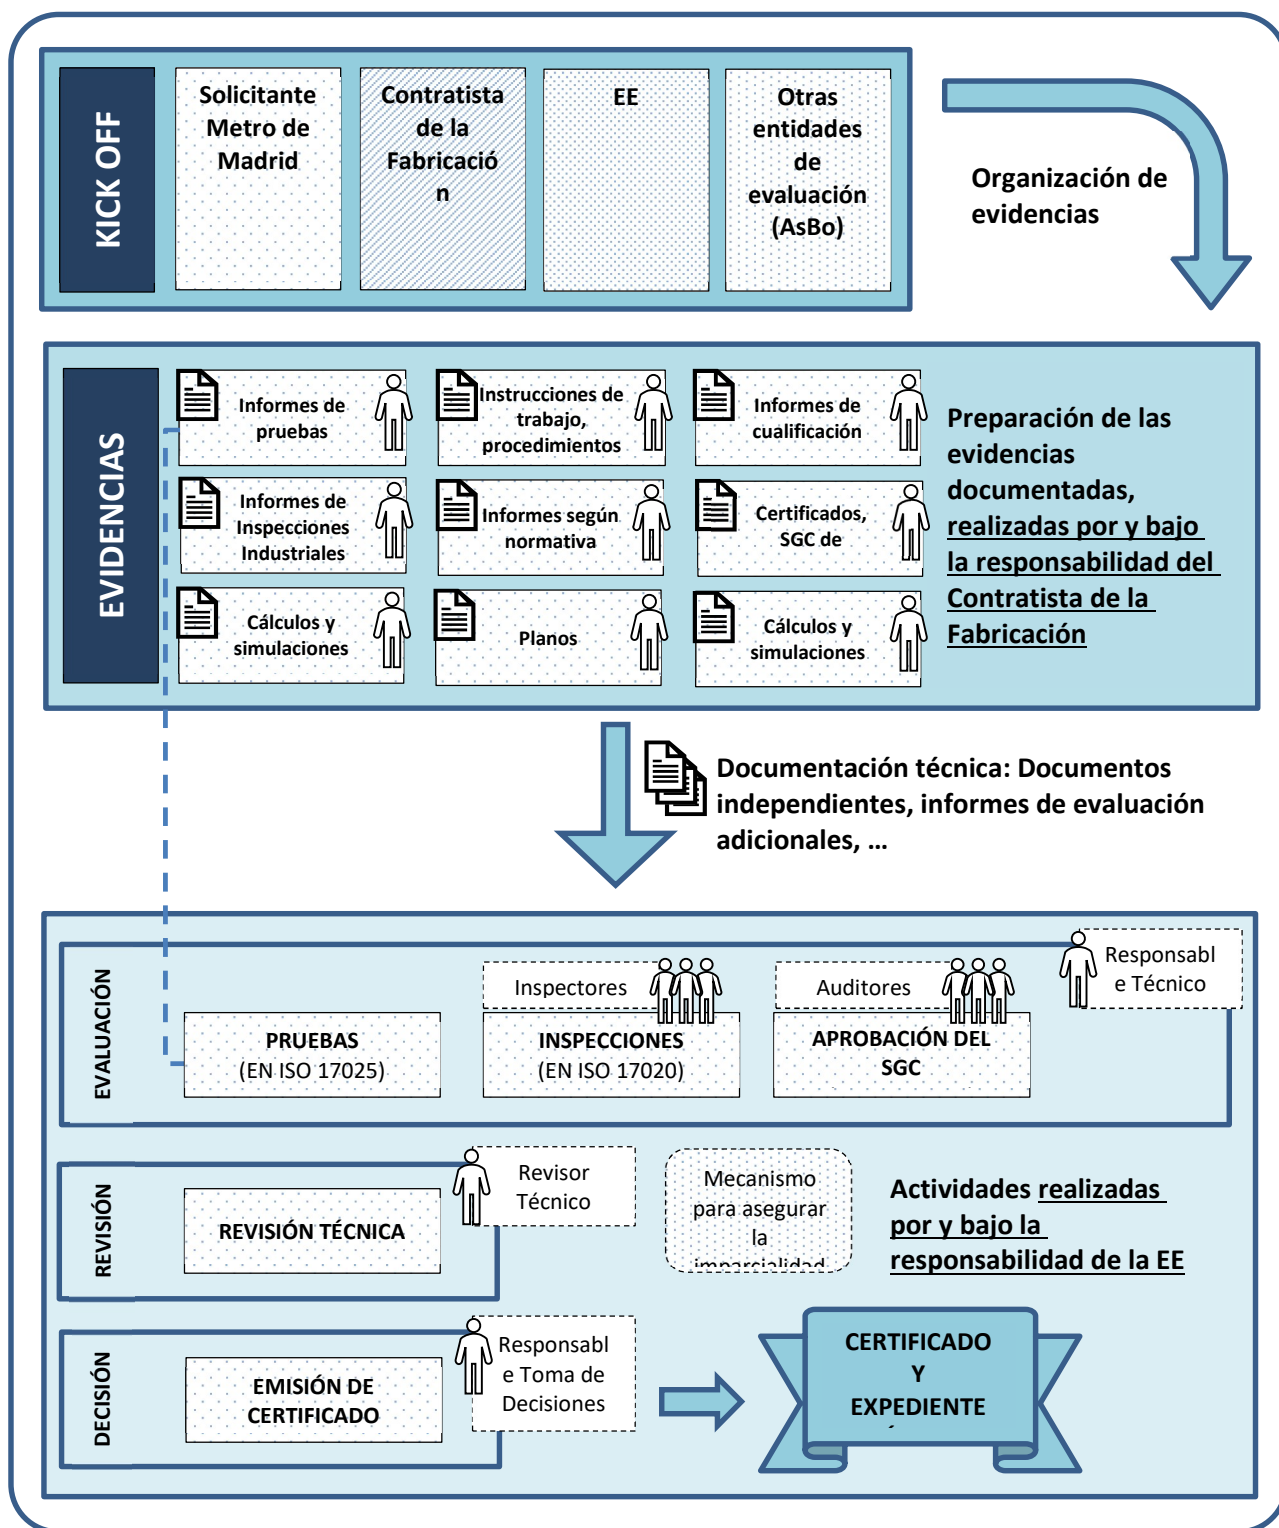 KICK OFF
Solicitante
Metro de
Madrid
Contratista
de la
Fabricació
n
EE
Otras
entidades
de
evaluación
(AsBo)
Organización de
evidencias
EVIDENCIAS
Informes de
pruebas
Instrucciones de
trabajo,
procedimientos
Informes de
cualificación
Informes de
Inspecciones
Industriales
Informes según
normativa
Certificados,
SGC de
Cálculos y
simulaciones
Planos
Cálculos y
simulaciones
Preparación de las
evidencias
documentadas,
realizadas por y bajo
la responsabilidad del
Contratista de la
Fabricación
Documentación técnica: Documentos
independientes, informes de evaluación
adicionales, ...
EVALUACIÓN
PRUEBAS
(EN ISO 17025)
Inspectores
INSPECCIONES
(EN ISO 17020)
Auditores
APROBACIÓN DEL
SGC
Responsabl
e Técnico
REVISIÓN
REVISIÓN TÉCNICA
Revisor
Técnico
Mecanismo
para asegurar
la
imparcialidad
Actividades realizadas
por y bajo la
responsabilidad de la EE
DECISIÓN
EMISIÓN DE
CERTIFICADO
Responsabl
e Toma de
Decisiones
CERTIFICADO
Y
EXPEDIENTE